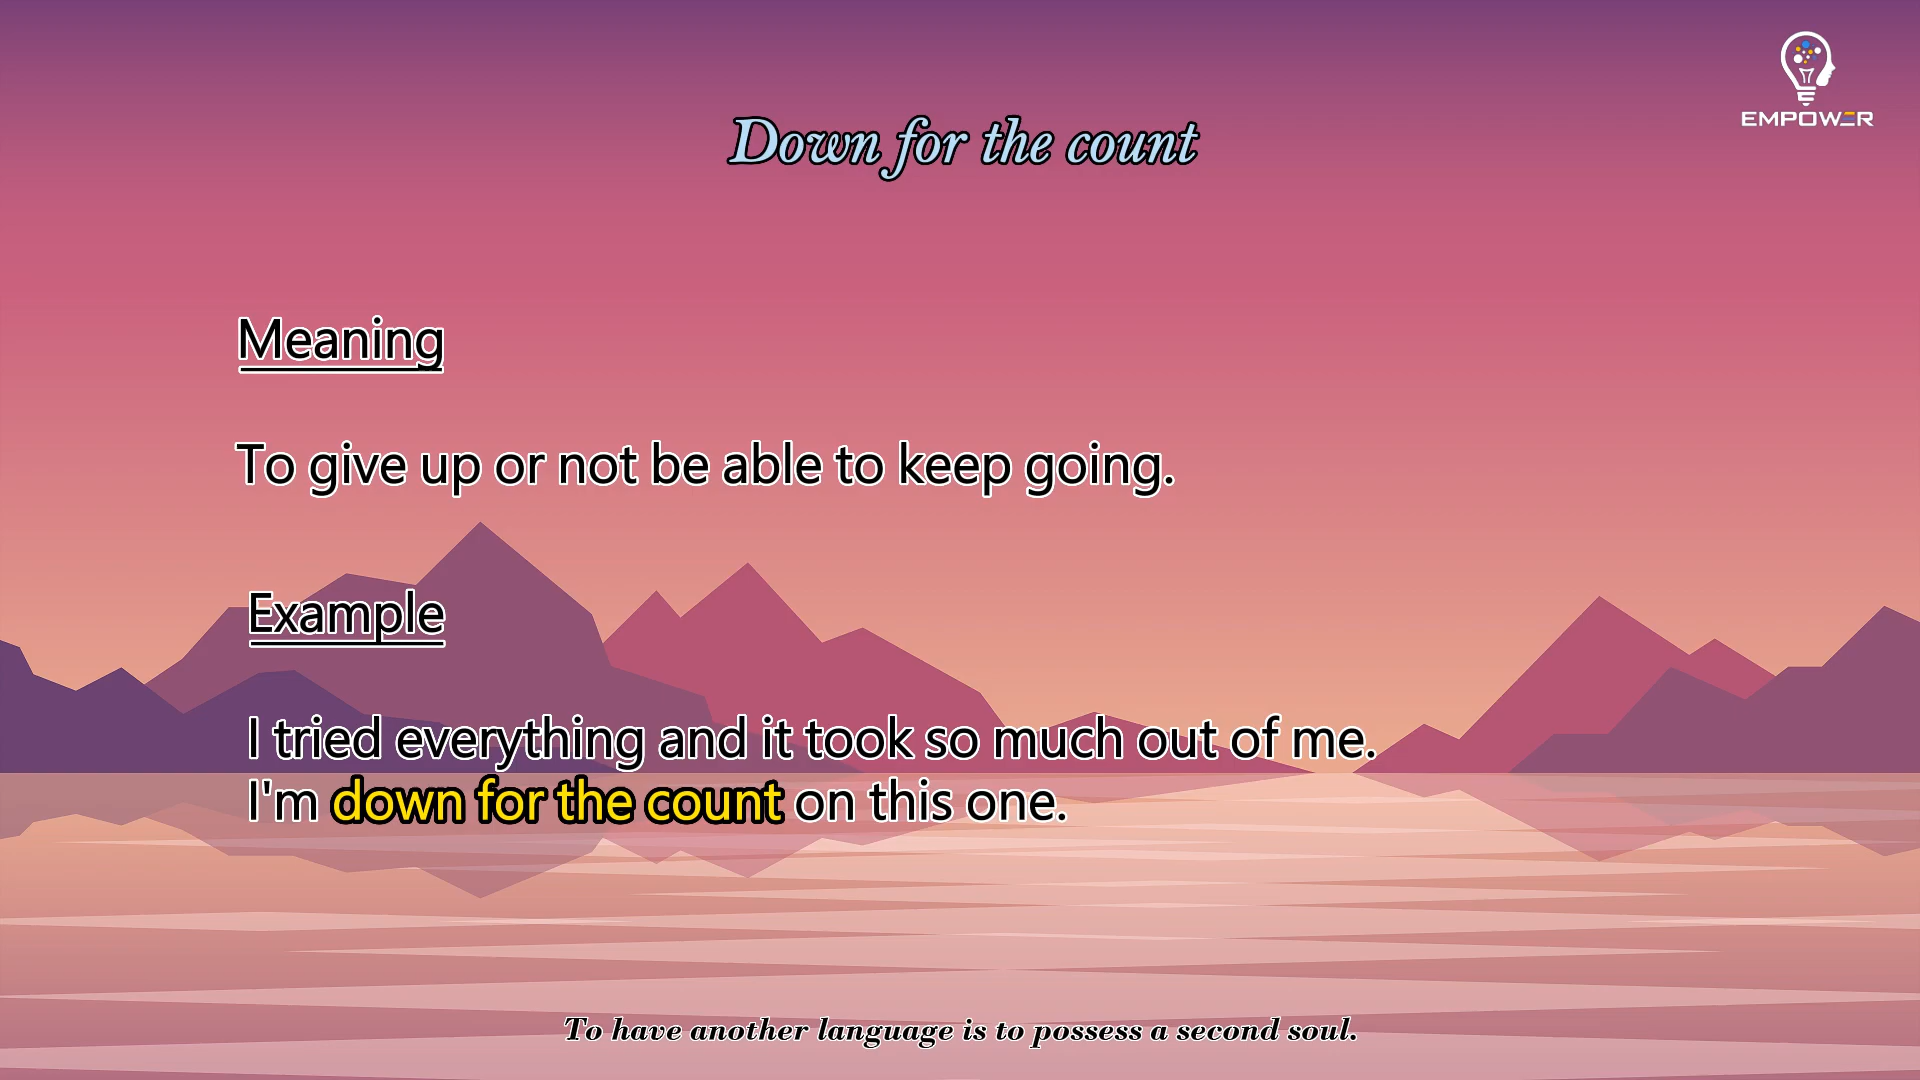 EMPOWER
Down for the count
Meaning
To give up or not be able to keep going.
Example
I tried everything and it took so much out of me.
I'm down for the count on this one.
To have another language is to possess a second soul.